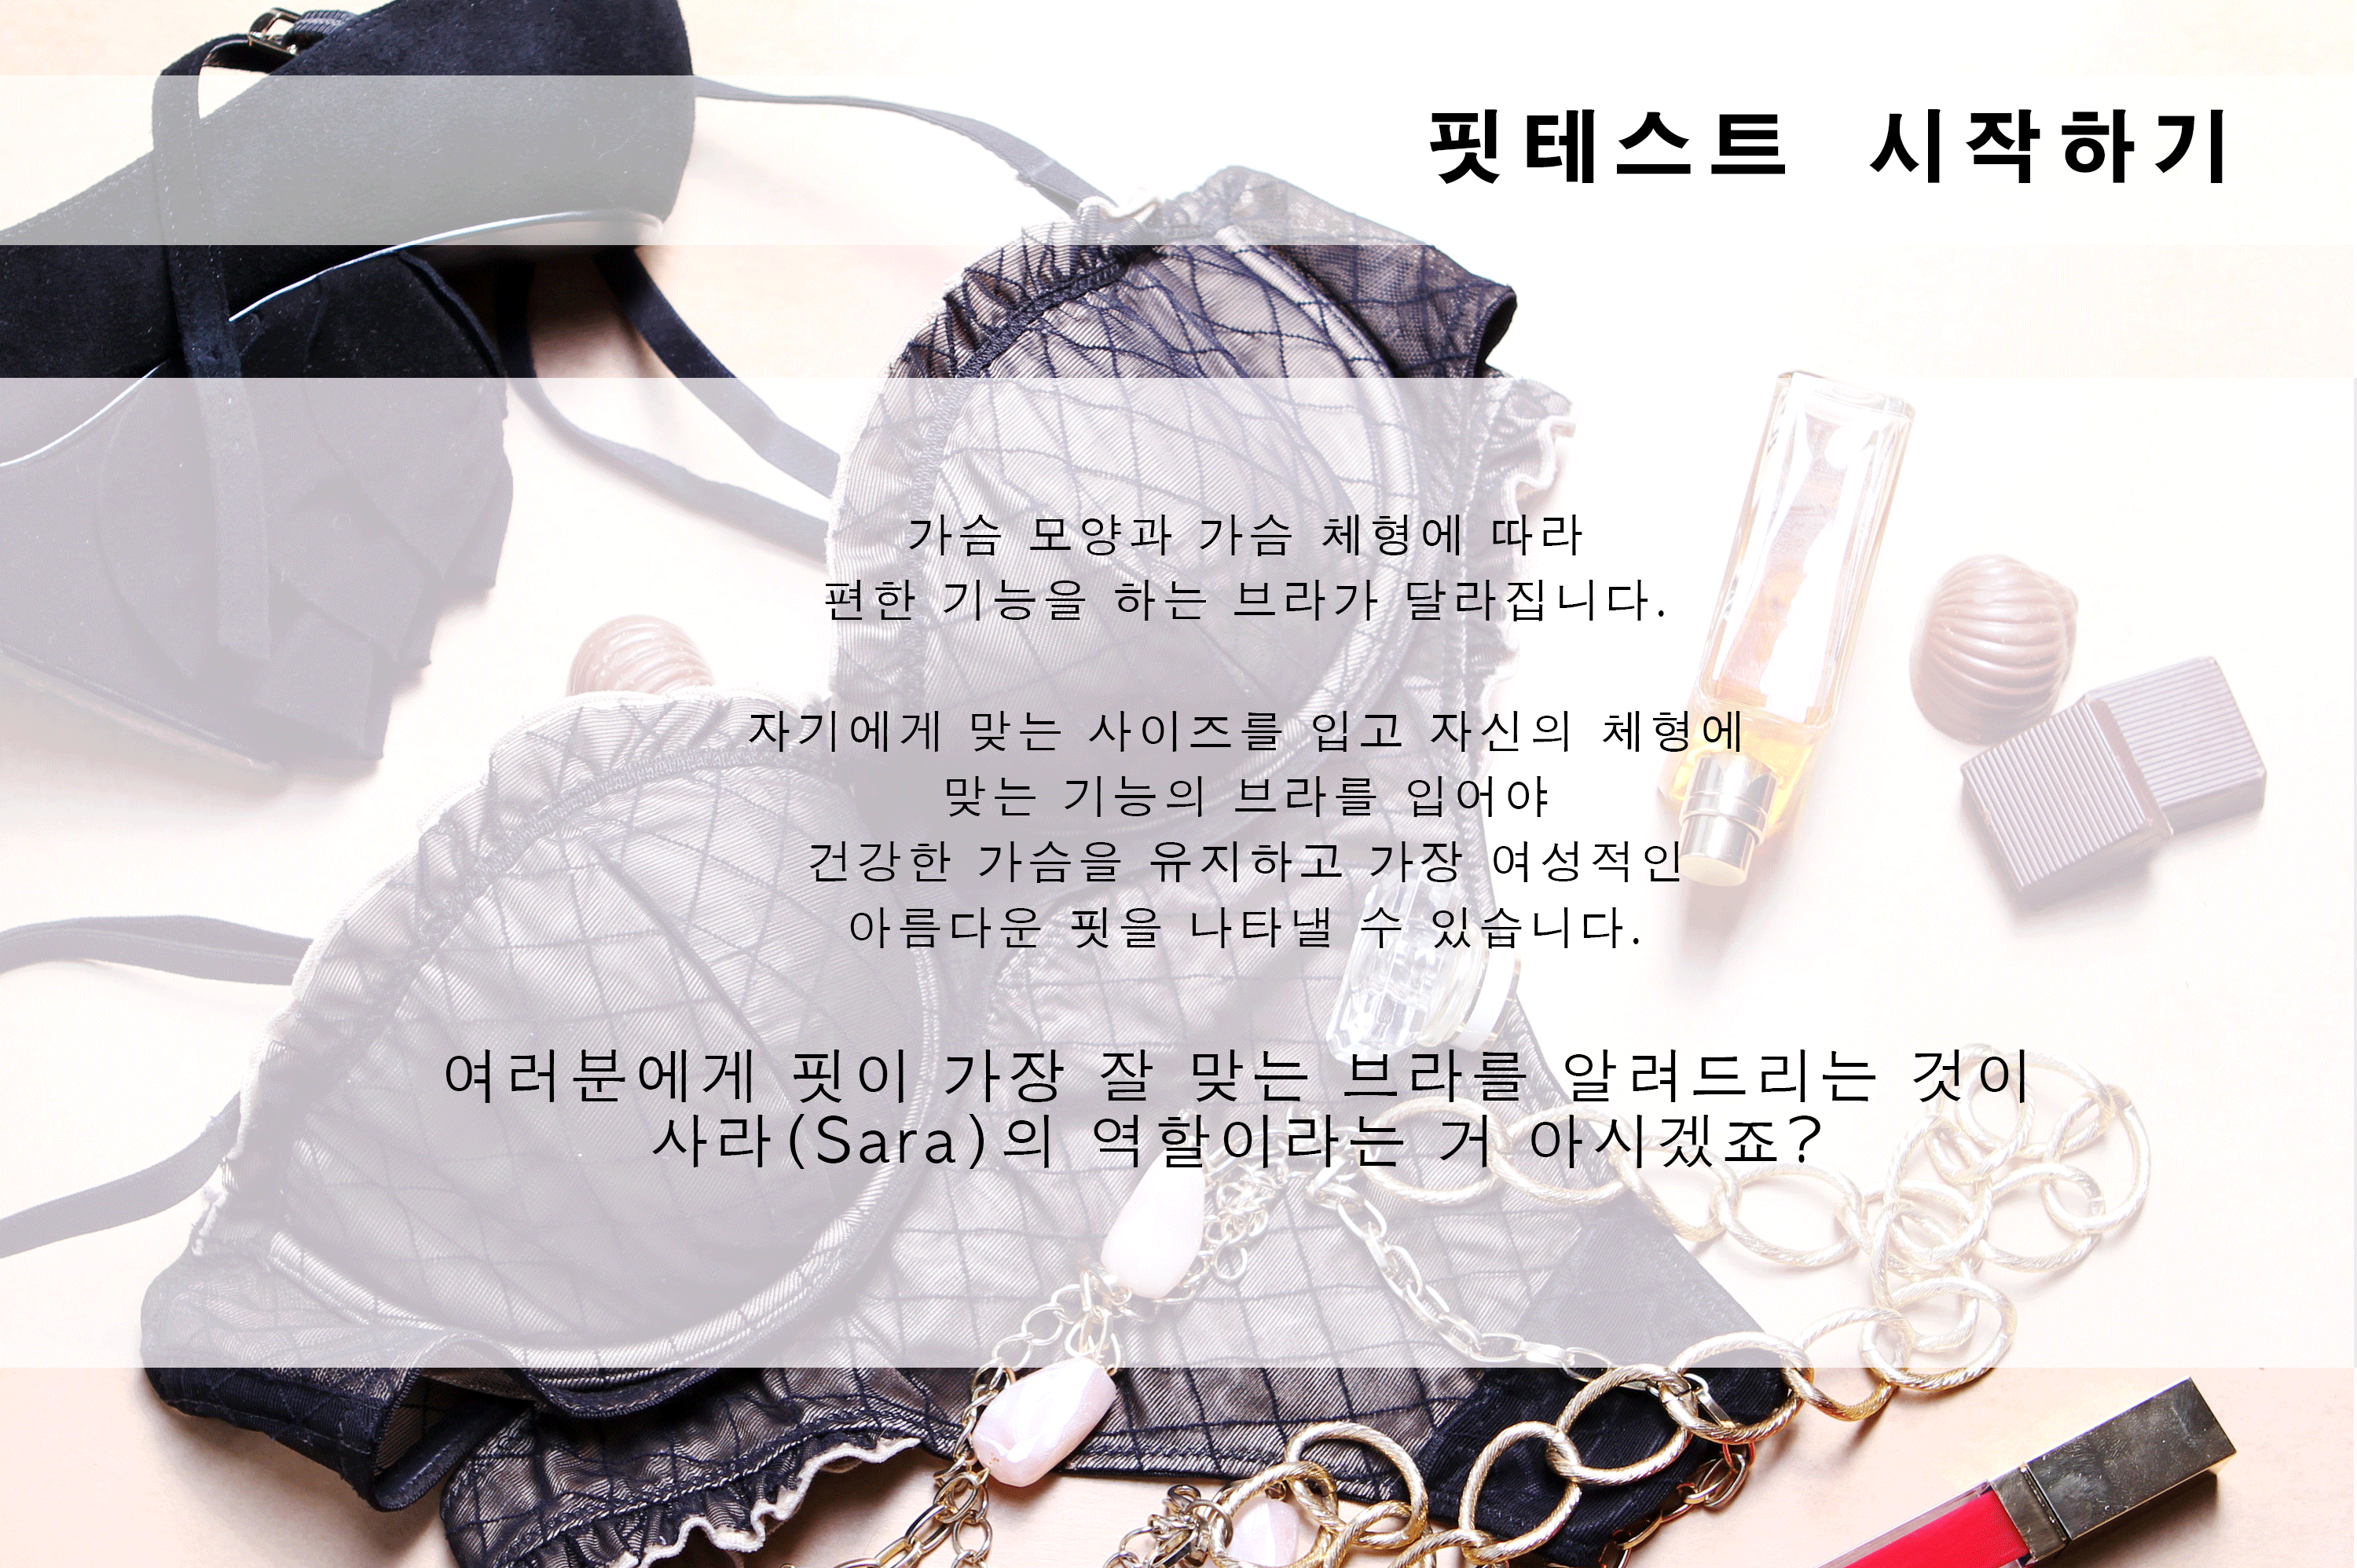 핏테스트 시작하기
가슴 모양과 가슴 체형에 따라
편한 기능을 하는 브라가 달라집니다.
자기에게 맞는 사이즈를 입고 자신의 체형에
맞는 기능의 브라를 입어야
건강한 가슴을 유지하고 가장 여성적인
아름다운 핏을 나타낼 수 있습니다.
여러분에게 핏이 가장 잘 맞는 브라를 알려드리는 것이
사라(Sara)의 역할이라는 거 아시겠죠?